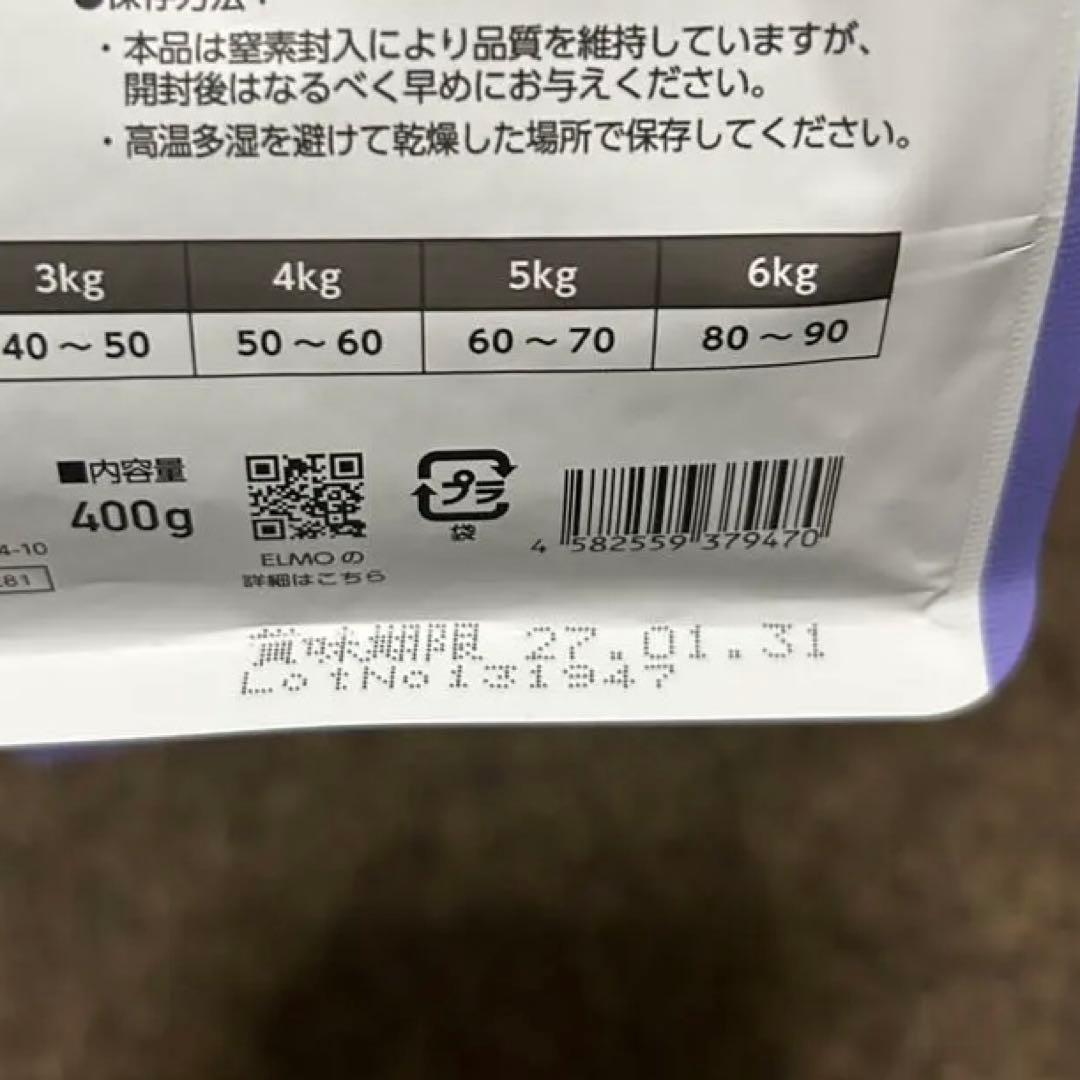 ●保存方法：
・本品は窒素封入により品質を維持していますが、
開封後はなるべく早めにお与えください。
・高温多湿を避けて乾燥した場所で保存してください。
3kg 4kg 5kg 6kg
40～50 50～60 60～70 80～90
■内容量
400g
4-10
81
ELMOの
詳細はこちら
プラ
袋
4 582559 379470
賞味期限 27.01.31
LotNo131947